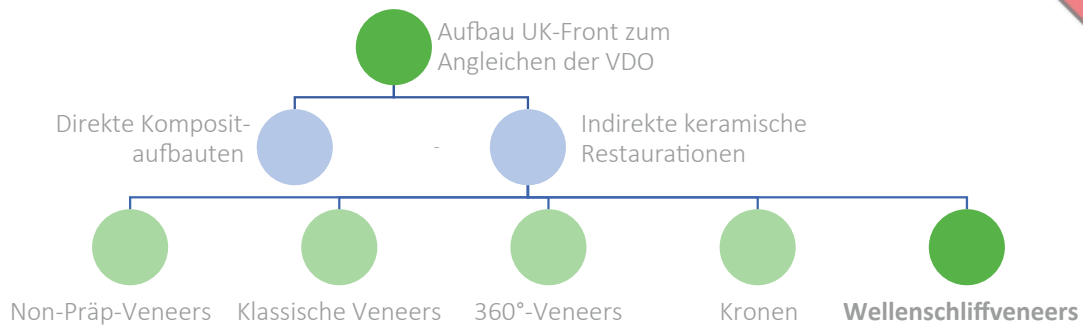 Aufbau UK-Front zum
Angleichen der VDO
Direkte Komposit-
aufbauten
-
Indirekte keramische
Restaurationen
Non-Präp-Veneers
Klassische Veneers
360°-Veneers
Kronen
Wellenschliffveneers